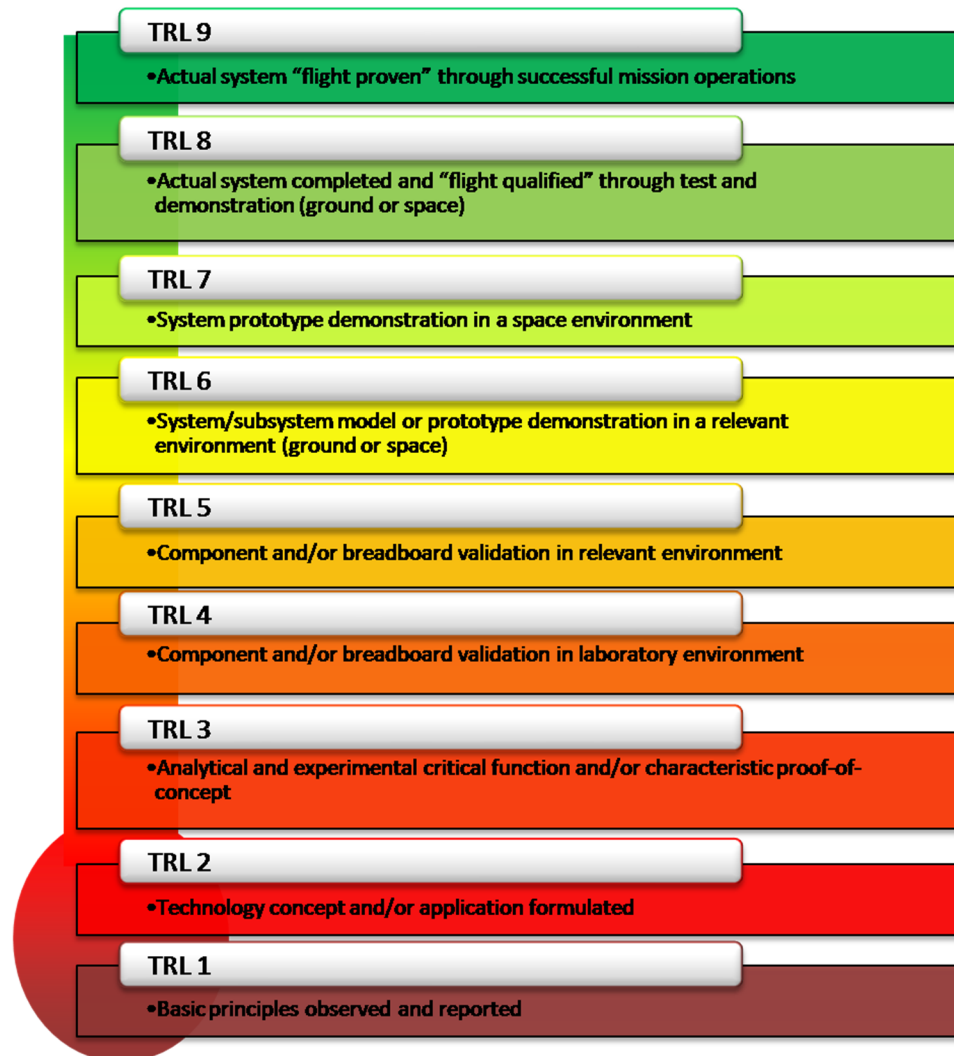 TRL 9
•Actual system “flight proven” through successful mission operations
TRL 8
•Actual system completed and “flight qualified” through test and
demonstration (ground or space)
TRL 7
•System prototype demonstration in a space environment
TRL 6
•System/subsystem model or prototype demonstration in a relevant
environment (ground or space)
TRL 5
•Component and/or breadboard validation in relevant environment
TRL 4
•Component and/or breadboard validation in laboratory environment
TRL 3
•Analytical and experimental critical function and/or characteristic proof-of-
concept
TRL 2
•Technology concept and/or application formulated
TRL 1
•Basic principles observed and reported